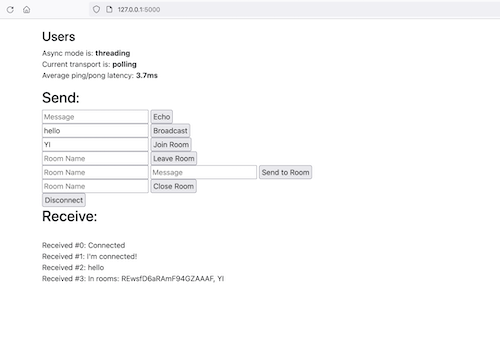 127.0.0.1:5000
Users
Async mode is: threading
Current transport is: polling
Average ping/pong latency: 3.7ms
Send:
Message Echo
hello Broadcast
YI Join Room
Room Name Leave Room
Room Name Message Send to Room
Room Name Close Room
Disconnect
Receive:
Received #0: Connected
Received #1: I'm connected!
Received #2: hello
Received #3: In rooms: REwsfD6aRAmF94GZAAAF, YI